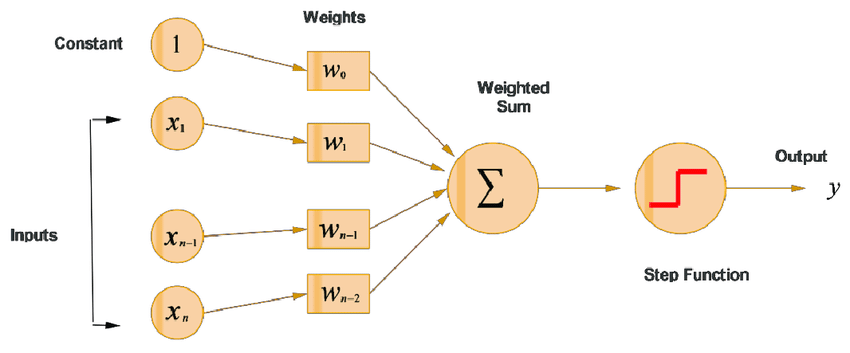 Weights
Constant
1
w₀
x₁
w₁
Weighted
Sum
Σ
Output
y
Inputs
xₙ₋₁
wₙ₋₁
Step Function
xₙ
wₙ₋₂